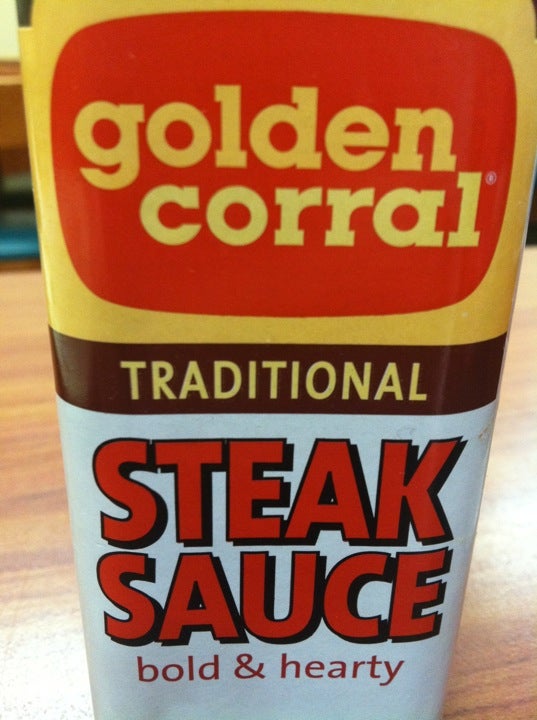 golden
corral®
TRADITIONAL
STEAK
SAUCE
bold & hearty